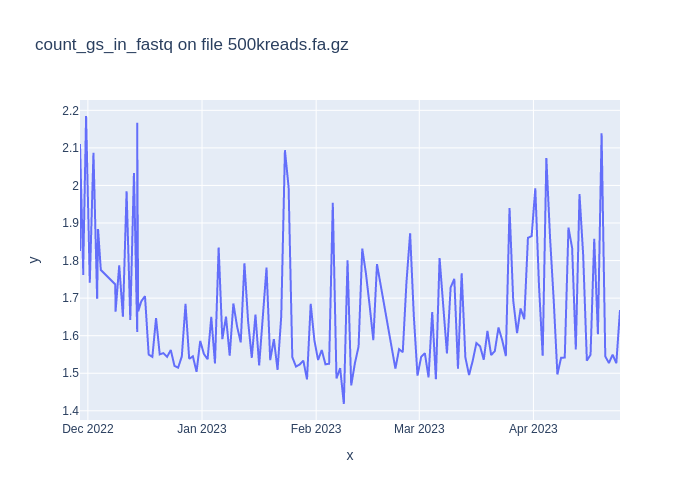 count_gs_in_fastq on file 500kreads.fa.gz
2.2
2.1
2
1.9
1.8
1.7
1.6
1.5
1.4
y
Dec 2022 Jan 2023 Feb 2023 Mar 2023 Apr 2023
x